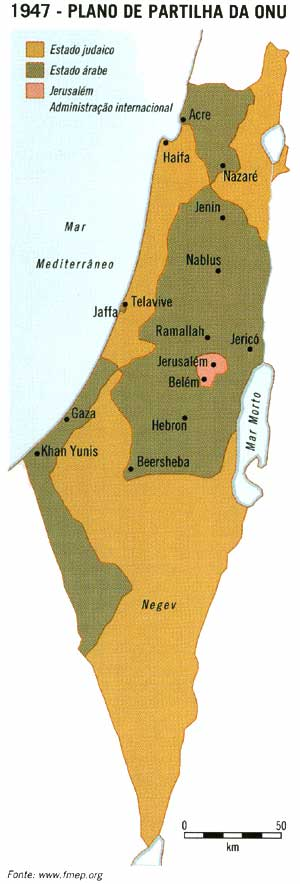 1947 - PLANO DE PARTILHA DA ONU
Estado judaico
Estado árabe
Jerusalém
Administração internacional
Acre
Haifa
Nazaré
Jenin
Mar
Mediterrâneo
Nablus
Telavive
Jaffa
Ramallah
Jericó
Jerusalém
Belém
Mar Morto
Gaza
Hebron
Khan Yunis
Beersheba
Negev
0 50
km
Fonte: www.fmep.org